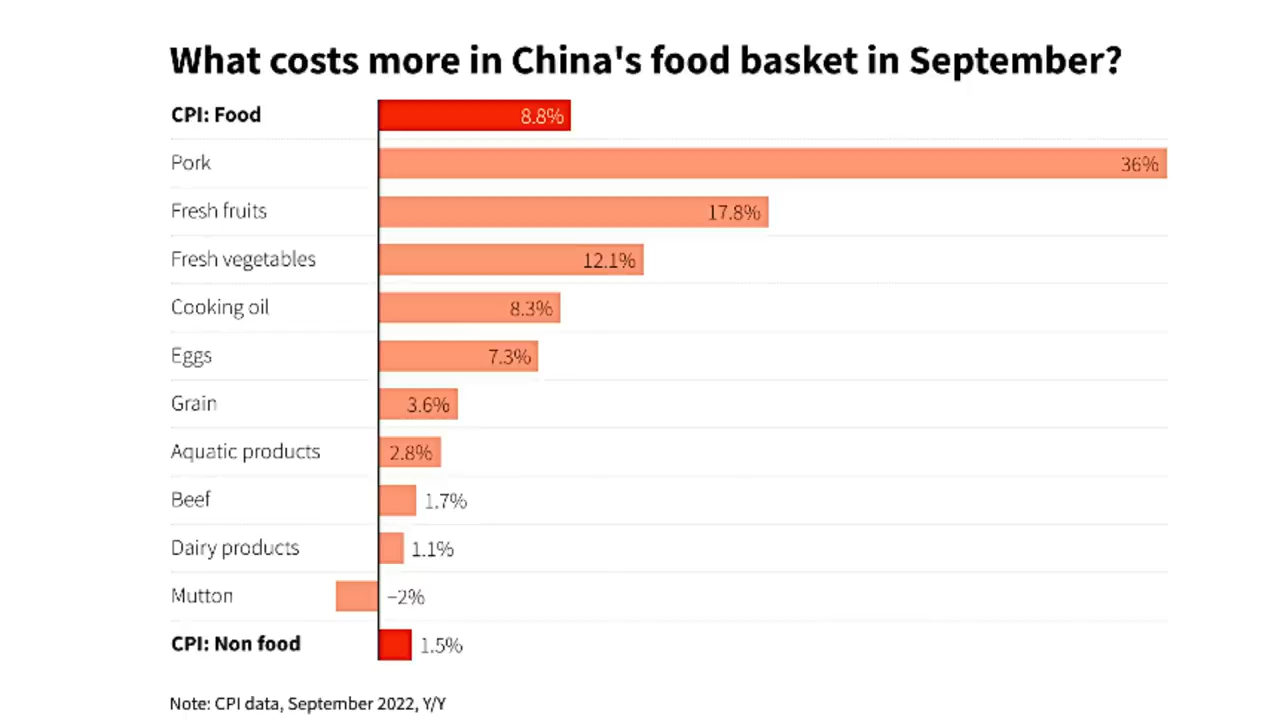 What costs more in China's food basket in September?
CPI: Food 8.8%
Pork 36%
Fresh fruits 17.8%
Fresh vegetables 12.1%
Cooking oil 8.3%
Eggs 7.3%
Grain 3.6%
Aquatic products 2.8%
Beef 1.7%
Dairy products 1.1%
Mutton −2%
CPI: Non food 1.5%
Note: CPI data, September 2022, Y/Y